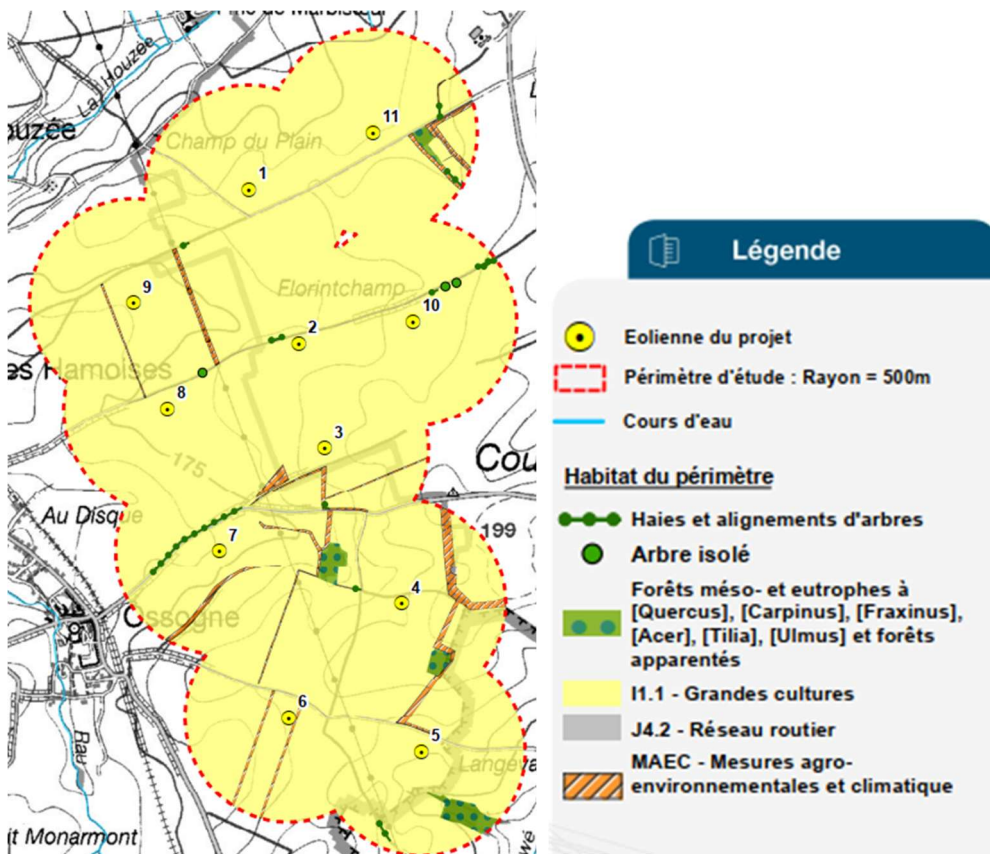 La Houzée
ouzée
Champ du Plain
11
1
9
Florintchamp
10
2
es Hamoises
8
3
175
Cou
Au Disque
199
7
4
Ossogne
6
5
Langeva
Rau
it Monarmont
Légende
Eolienne du projet
Périmètre d'étude : Rayon = 500m
Cours d'eau
Habitat du périmètre
Haies et alignements d'arbres
Arbre isolé
Forêts méso- et eutrophes à
[Quercus], [Carpinus], [Fraxinus],
[Acer], [Tilia], [Ulmus] et forêts
apparentés
I1.1 - Grandes cultures
J4.2 - Réseau routier
MAEC - Mesures agro-
environnementales et climatique